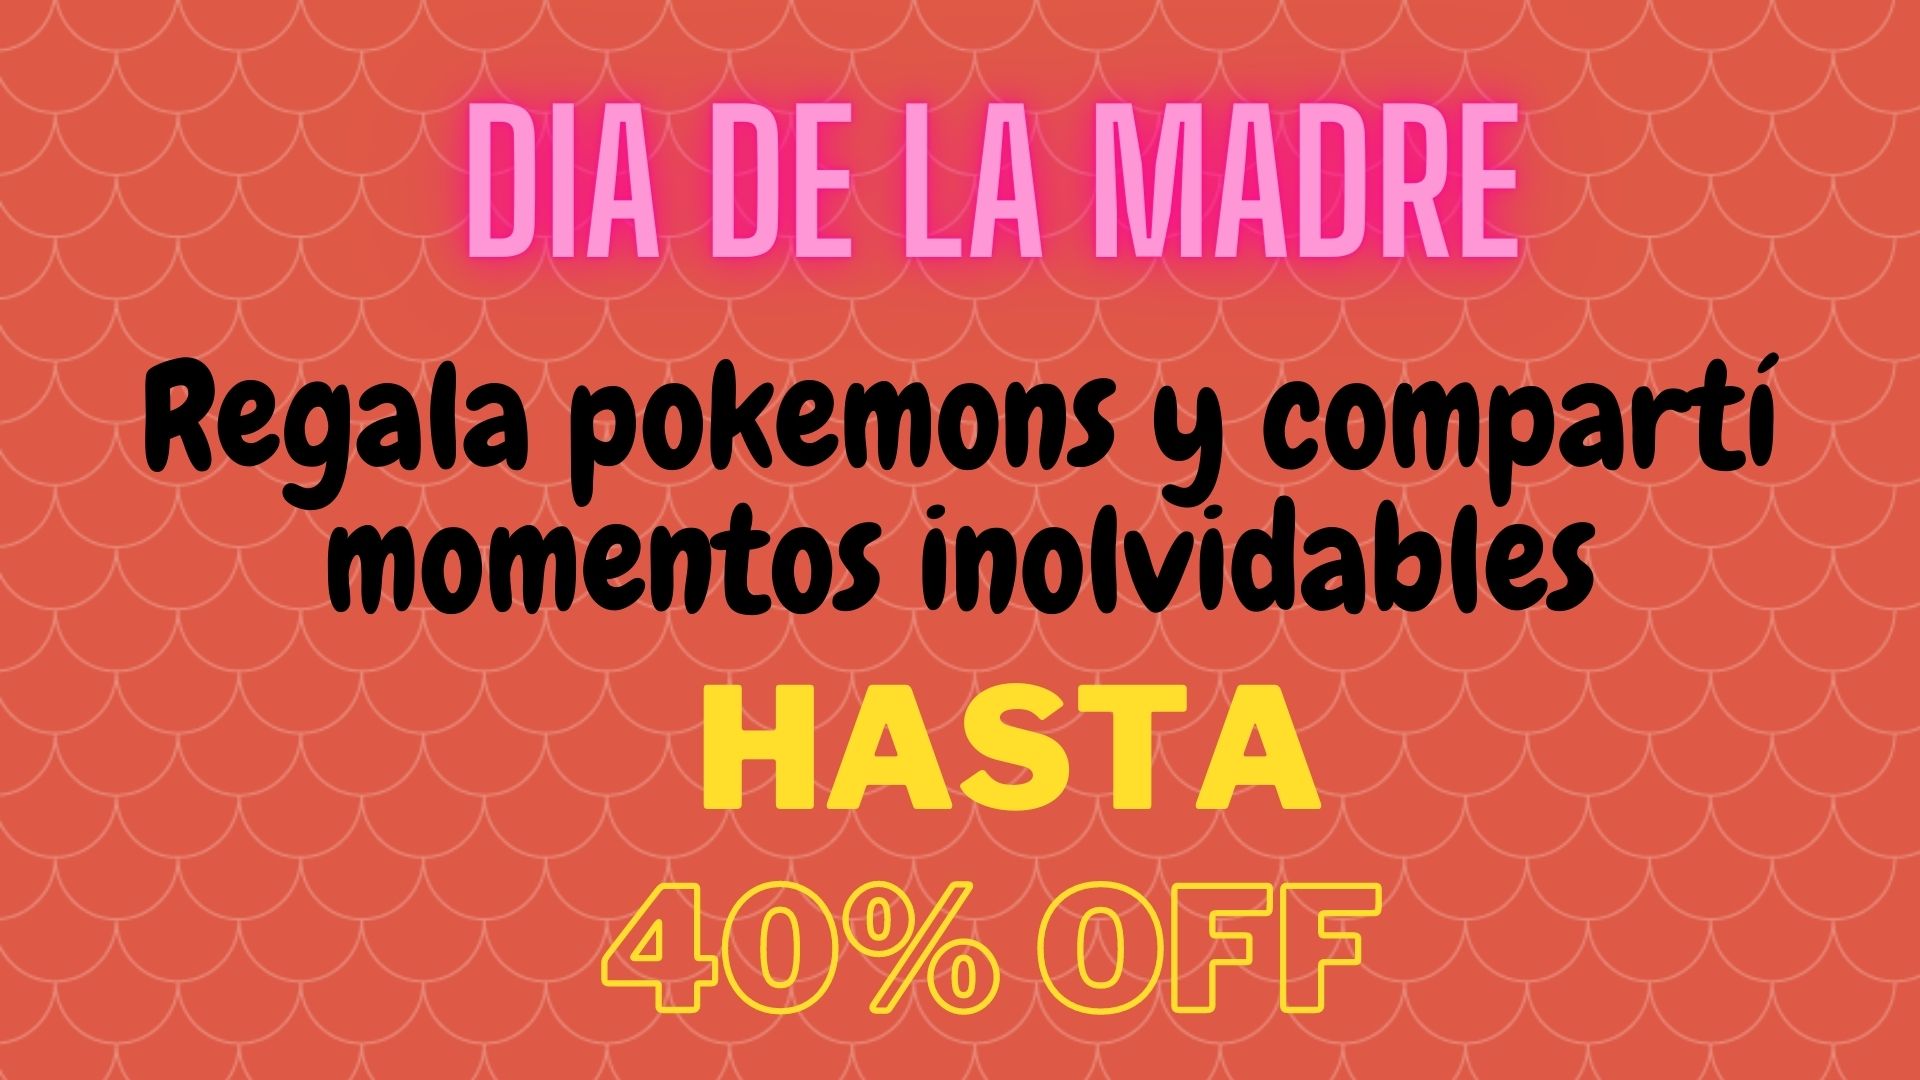 DIA DE LA MADRE
Regala pokemons y compartí
momentos inolvidables
HASTA
40% OFF